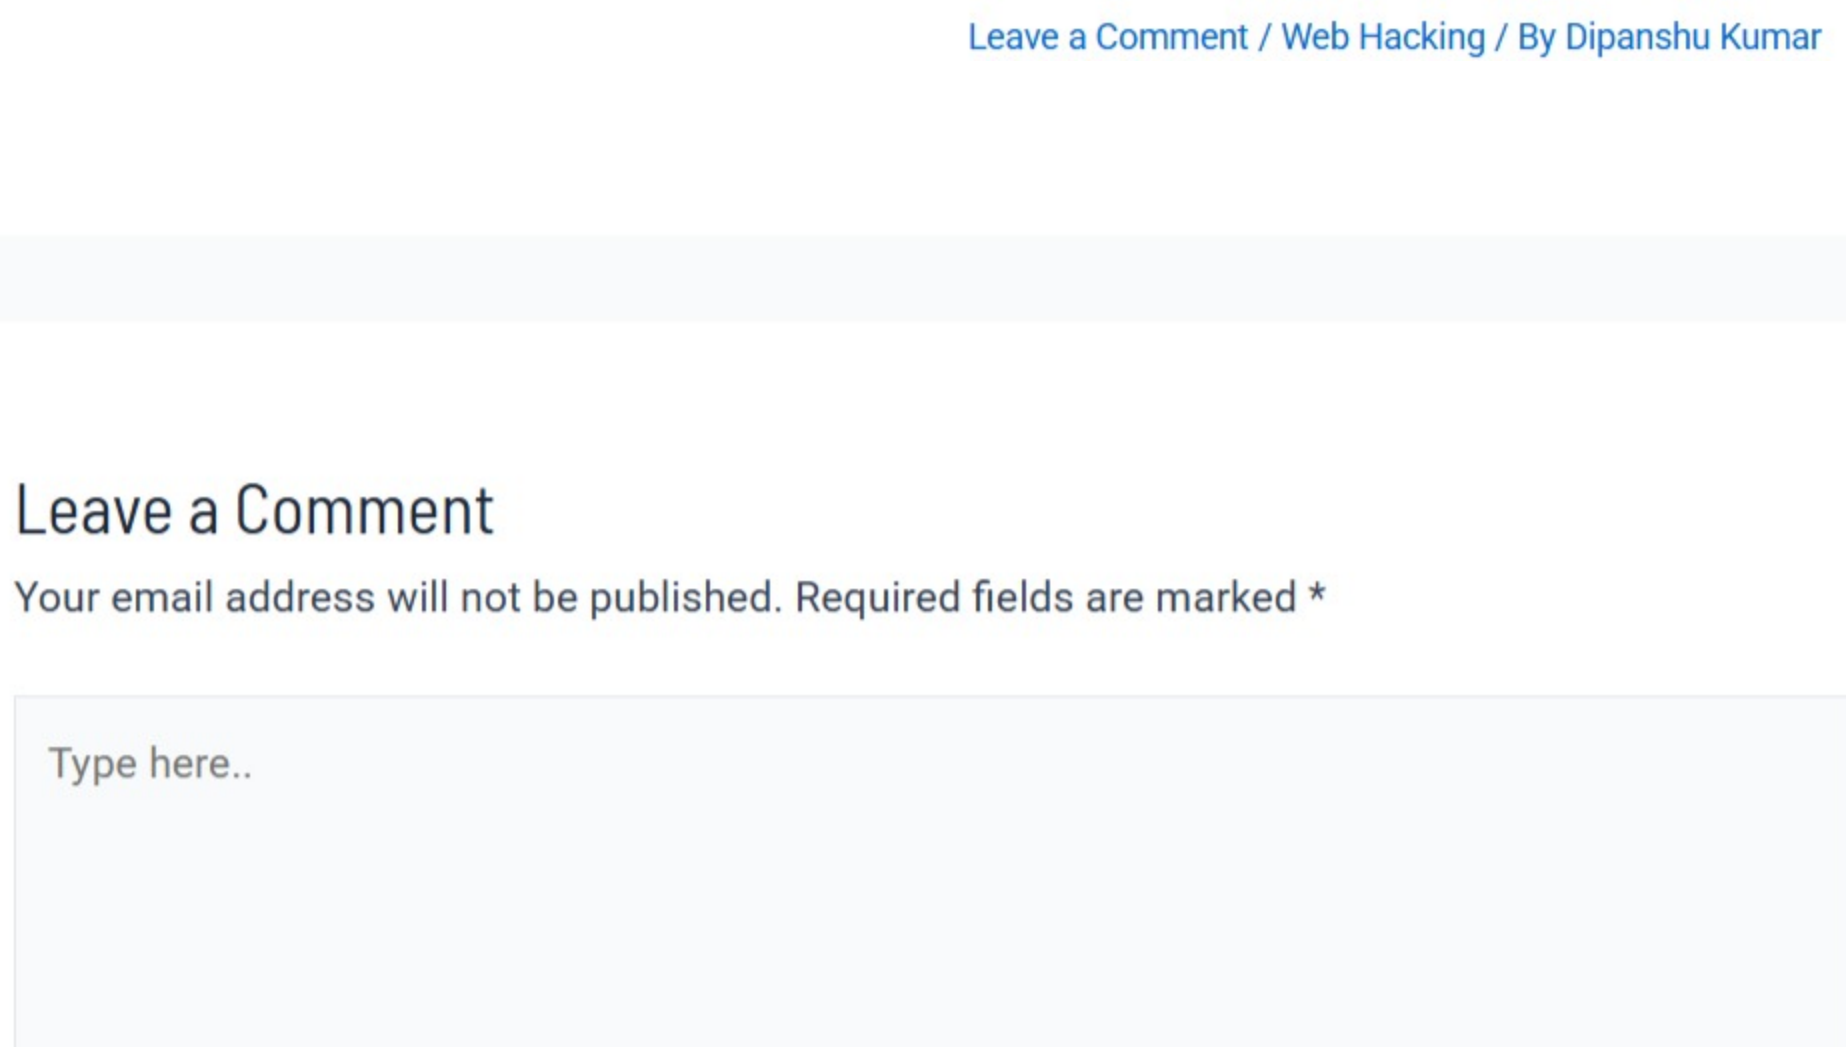 Leave a Comment / Web Hacking / By Dipanshu Kumar
Leave a Comment
Your email address will not be published. Required fields are marked *
Type here..